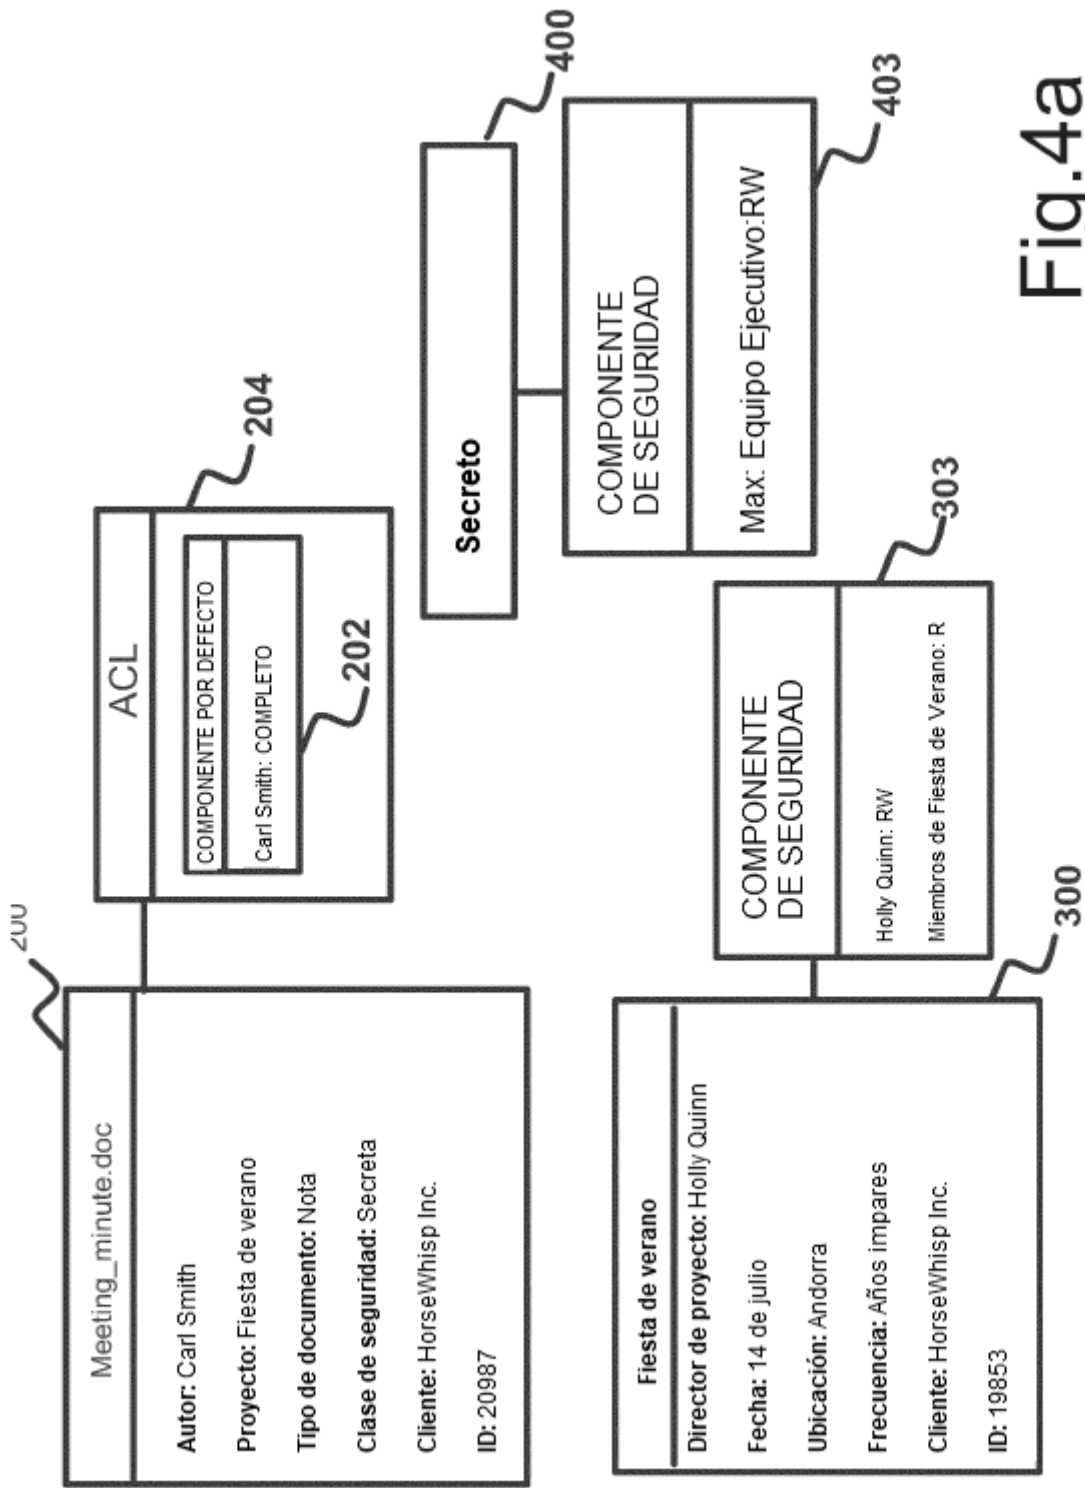 200
Meeting_minute.doc
Autor: Carl Smith
Proyecto: Fiesta de verano
Tipo de documento: Nota
Clase de seguridad: Secreta
Cliente: HorseWhisp Inc.
ID: 20987
ACL
204
COMPONENTE POR DEFECTO
Carl Smith: COMPLETO
202
Secreto
400
COMPONENTE
DE SEGURIDAD
Max: Equipo Ejecutivo:RW
403
Fiesta de verano
Director de proyecto: Holly Quinn
Fecha: 14 de julio
Ubicación: Andorra
Frecuencia: Años impares
Cliente: HorseWhisp Inc.
ID: 19853
300
COMPONENTE
DE SEGURIDAD
Holly Quinn: RW
Miembros de Fiesta de Verano: R
303
Fig.4a